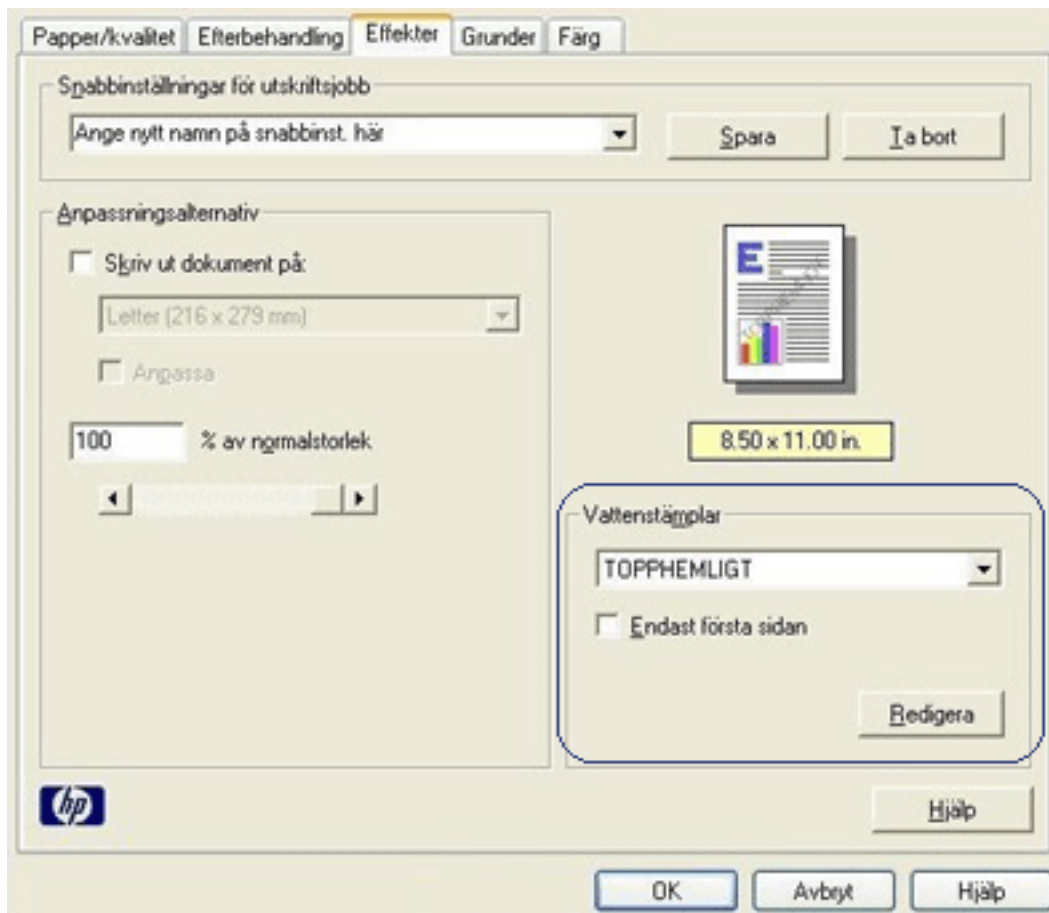 Papper/kvalitet Efterbehandling Effekter Grunder Färg
Snabbinställningar för utskriftsjobb
Ange nytt namn på snabbinst. här Spara Ta bort
Anpassningsalternativ
Skriv ut dokument på:
Letter (216 x 279 mm)
Anpassa
100 % av normalstorlek
E
TOPPHEMLIGT
8.50 x 11.00 in.
Vattenstämplar
TOPPHEMLIGT
Endast första sidan
Redigera
hp
Hjälp
OK Avbryt Hjälp